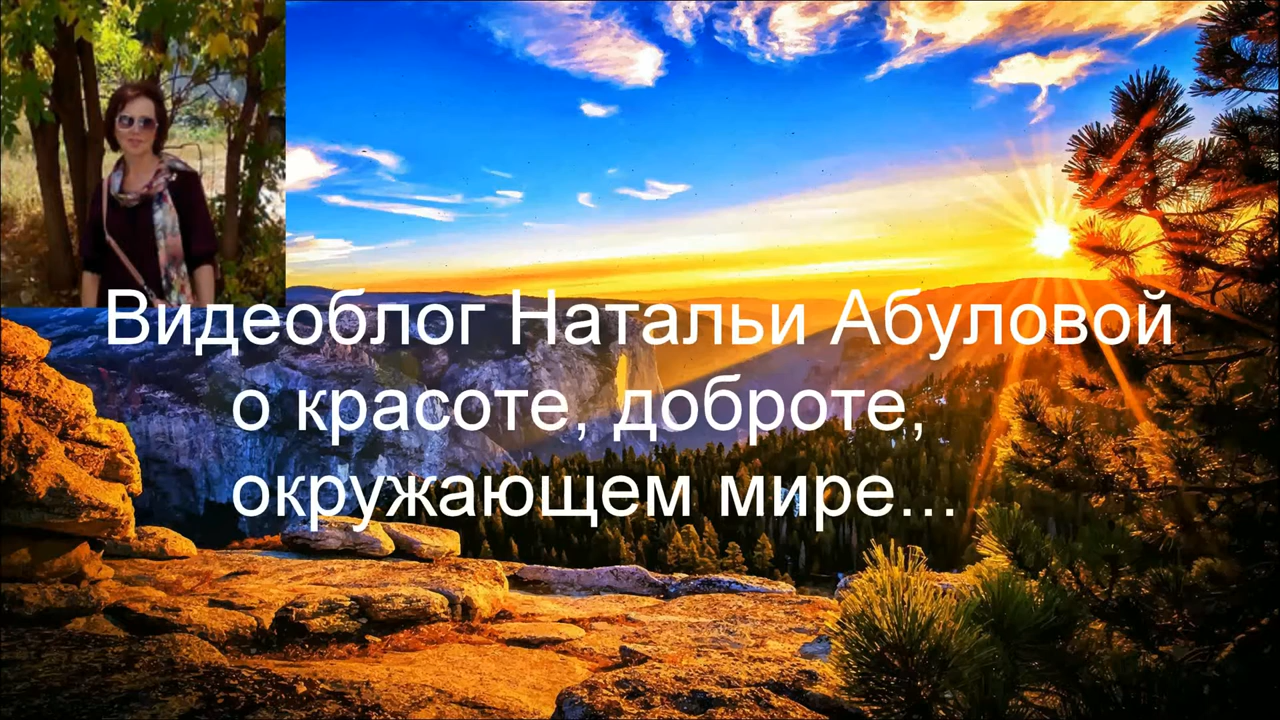 Видеоблог Натальи Абуловой
о красоте, доброте,
окружающем мире...